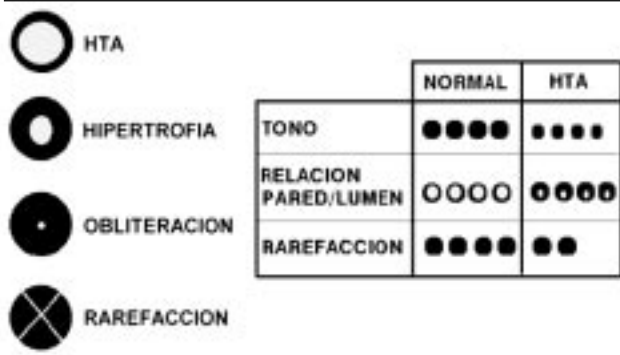 HTA
HIPERTROFIA
OBLITERACION
RAREFACCION
NORMAL HTA
TONO
RELACION
PARED/LUMEN
RAREFACCION